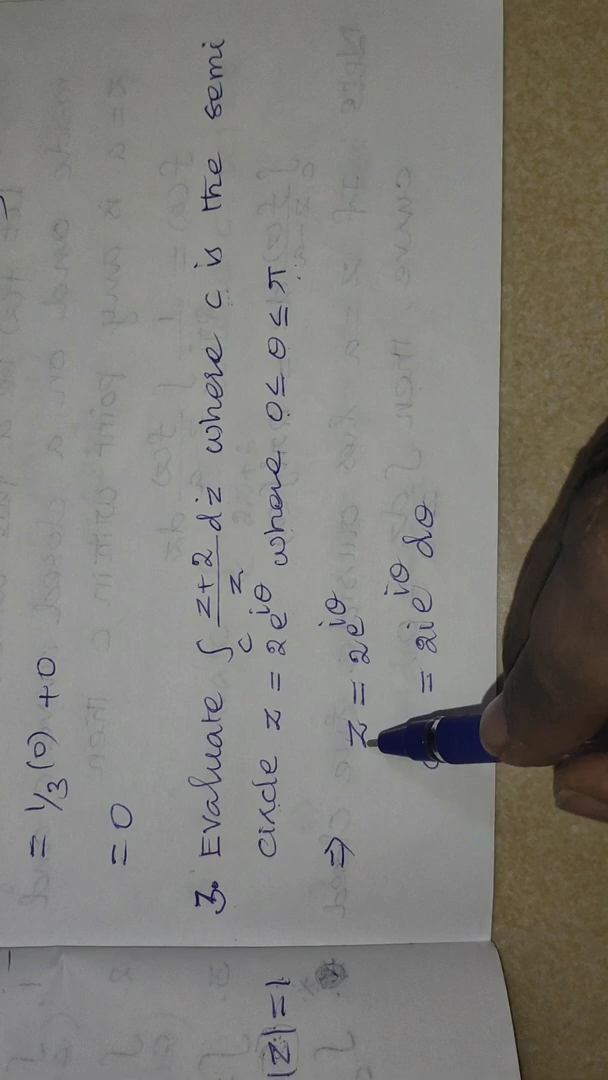 = 1/3 (0) + 0
= 0
3. Evaluate ∫c z+2/z dz where c is the semi
circle z = 2e^iθ where 0 ≤ θ ≤ π
⇒ z = 2e^iθ
= 2ie^iθ dθ
|z| = 1